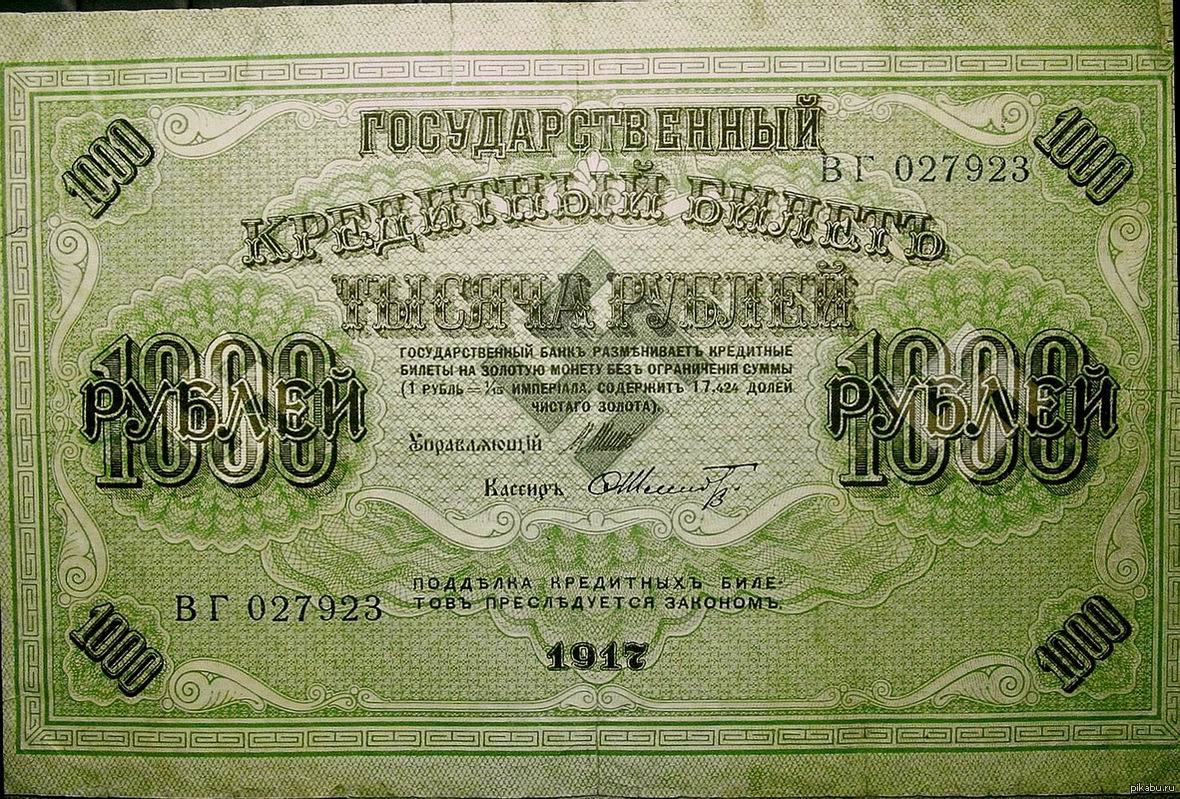 ГОСУДАРСТВЕННЫЙ
1000
1000
ВГ 027923
КРЕДИТНЫЙ БИЛЕТЪ
ТЫСЯЧА РУБЛЕЙ
1000
РУБЛЕЙ
ГОСУДАРСТВЕННЫЙ БАНКЪ РАЗМѢНИВАЕТЪ КРЕДИТНЫЕ
БИЛЕТЫ НА ЗОЛОТУЮ МОНЕТУ БЕЗЪ ОГРАНИЧЕНІЯ СУММЫ
(1 РУБЛЬ = 1/15 ИМПЕРІАЛА, СОДЕРЖИТЪ 17,424 ДОЛЕЙ
ЧИСТАГО ЗОЛОТА).
1000
РУБЛЕЙ
Управляющій
Кассиръ
ПОДДѢЛКА КРЕДИТНЫХЪ БИЛЕ-
ТОВЪ ПРЕСЛѢДУЕТСЯ ЗАКОНОМЪ.
ВГ 027923
1000
1917
1000
pikabu.ru